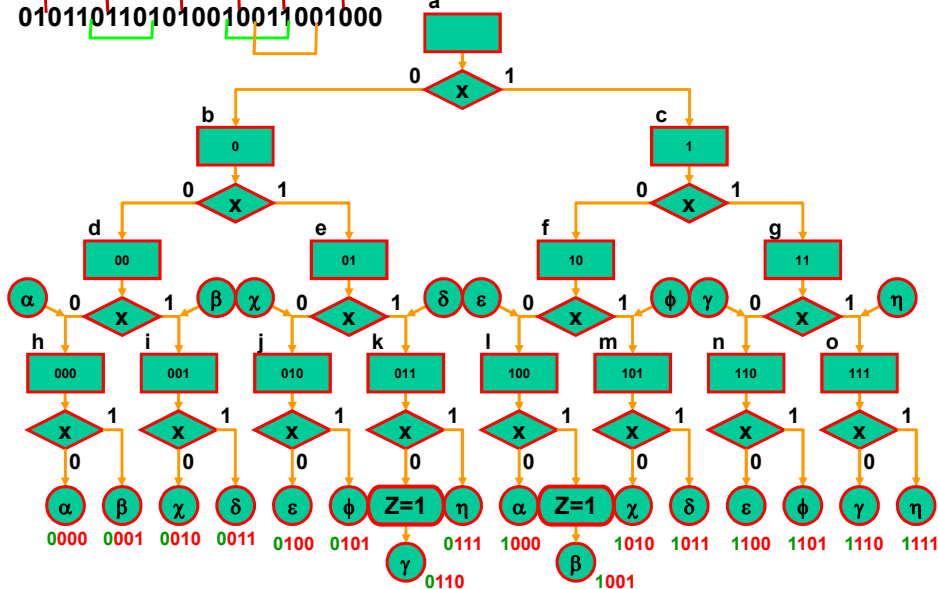 0101101101010010011001000
a
x
0 1
b c
0 1
x x
0 1 0 1
d e f g
00 01 10 11
α x β χ x δ ε x ϕ γ x η
0 1 0 1 0 1 0 1
h i j k l m n o
000 001 010 011 100 101 110 111
x x x x x x x x
1 1 1 1 1 1 1 1
0 0 0 0 0 0 0 0
α β χ δ ε ϕ Z=1 η α Z=1 χ δ ε ϕ γ η
0000 0001 0010 0011 0100 0101 0111 1000 1010 1011 1100 1101 1110 1111
γ 0110 β 1001